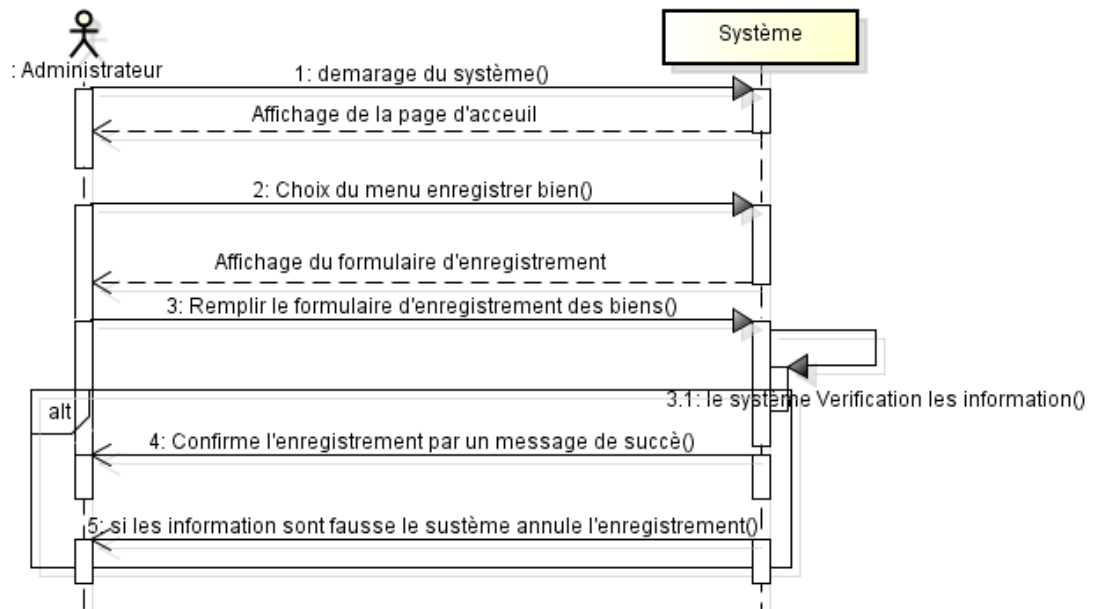 Système
: Administrateur
1: demarage du système()
Affichage de la page d'acceuil
2: Choix du menu enregistrer bien()
Affichage du formulaire d'enregistrement
3: Remplir le formulaire d'enregistrement des biens()
3.1: le système Verification les information()
alt
4: Confirme l'enregistrement par un message de succè()
5: si les information sont fausse le sustème annule l'enregistrement()